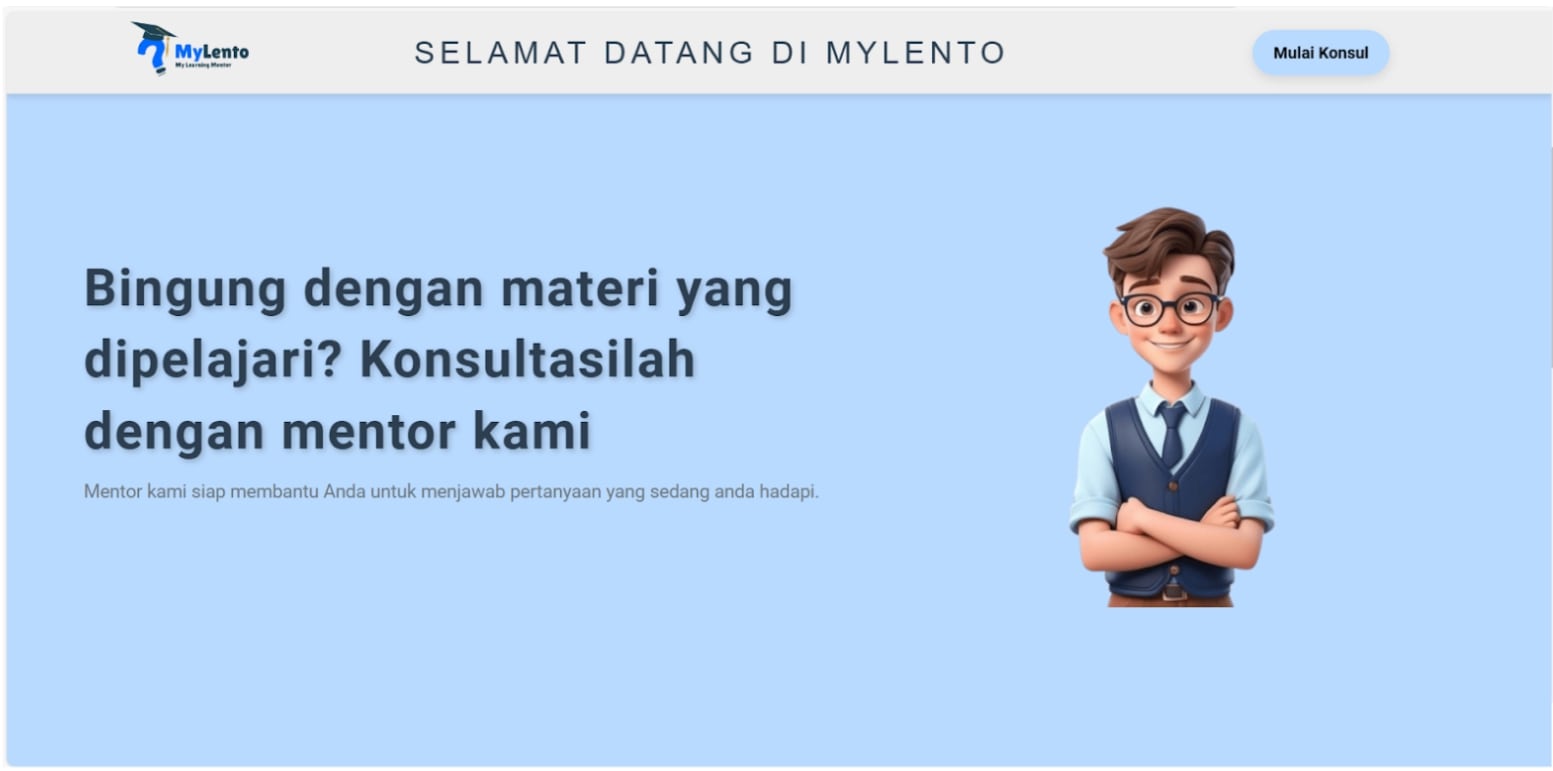 MyLento
My Learning Mentor
SELAMAT DATANG DI MYLENTO
Mulai Konsul
Bingung dengan materi yang
dipelajari? Konsultasilah
dengan mentor kami
Mentor kami siap membantu Anda untuk menjawab pertanyaan yang sedang anda hadapi.